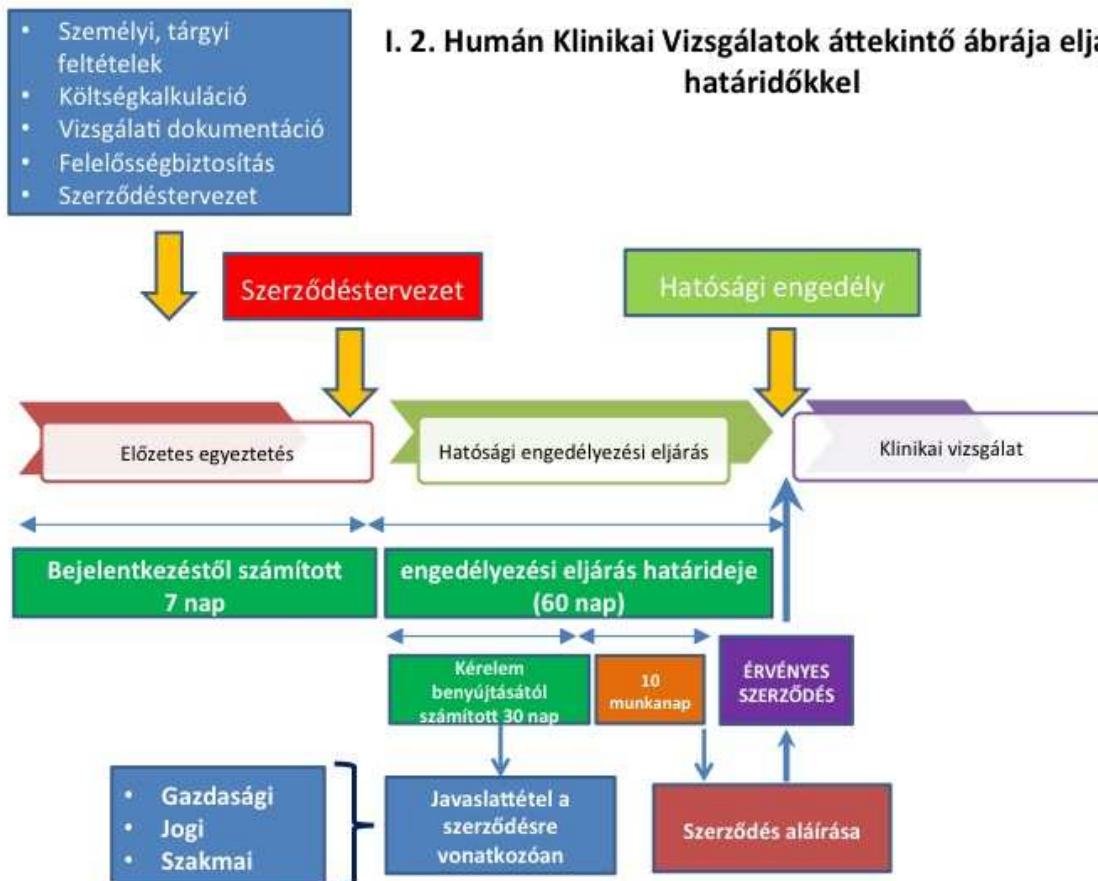 • Személyi, tárgyi
feltételek
• Költségkalkuláció
• Vizsgálati dokumentáció
• Felelősségbiztosítás
• Szerződéstervezet
I. 2. Humán Klinikai Vizsgálatok áttekintő ábrája elj
határidőkkel
Szerződéstervezet
Hatósági engedély
Előzetes egyeztetés
Hatósági engedélyezési eljárás
Klinikai vizsgálat
Bejelentkezéstől számított
7 nap
engedélyezési eljárás határideje
(60 nap)
Kérelem
benyújtásától
számított 30 nap
10
munkanap
ÉRVÉNYES
SZERZŐDÉS
• Gazdasági
• Jogi
• Szakmai
Javaslattétel a
szerződésre
vonatkozóan
Szerződés aláírása